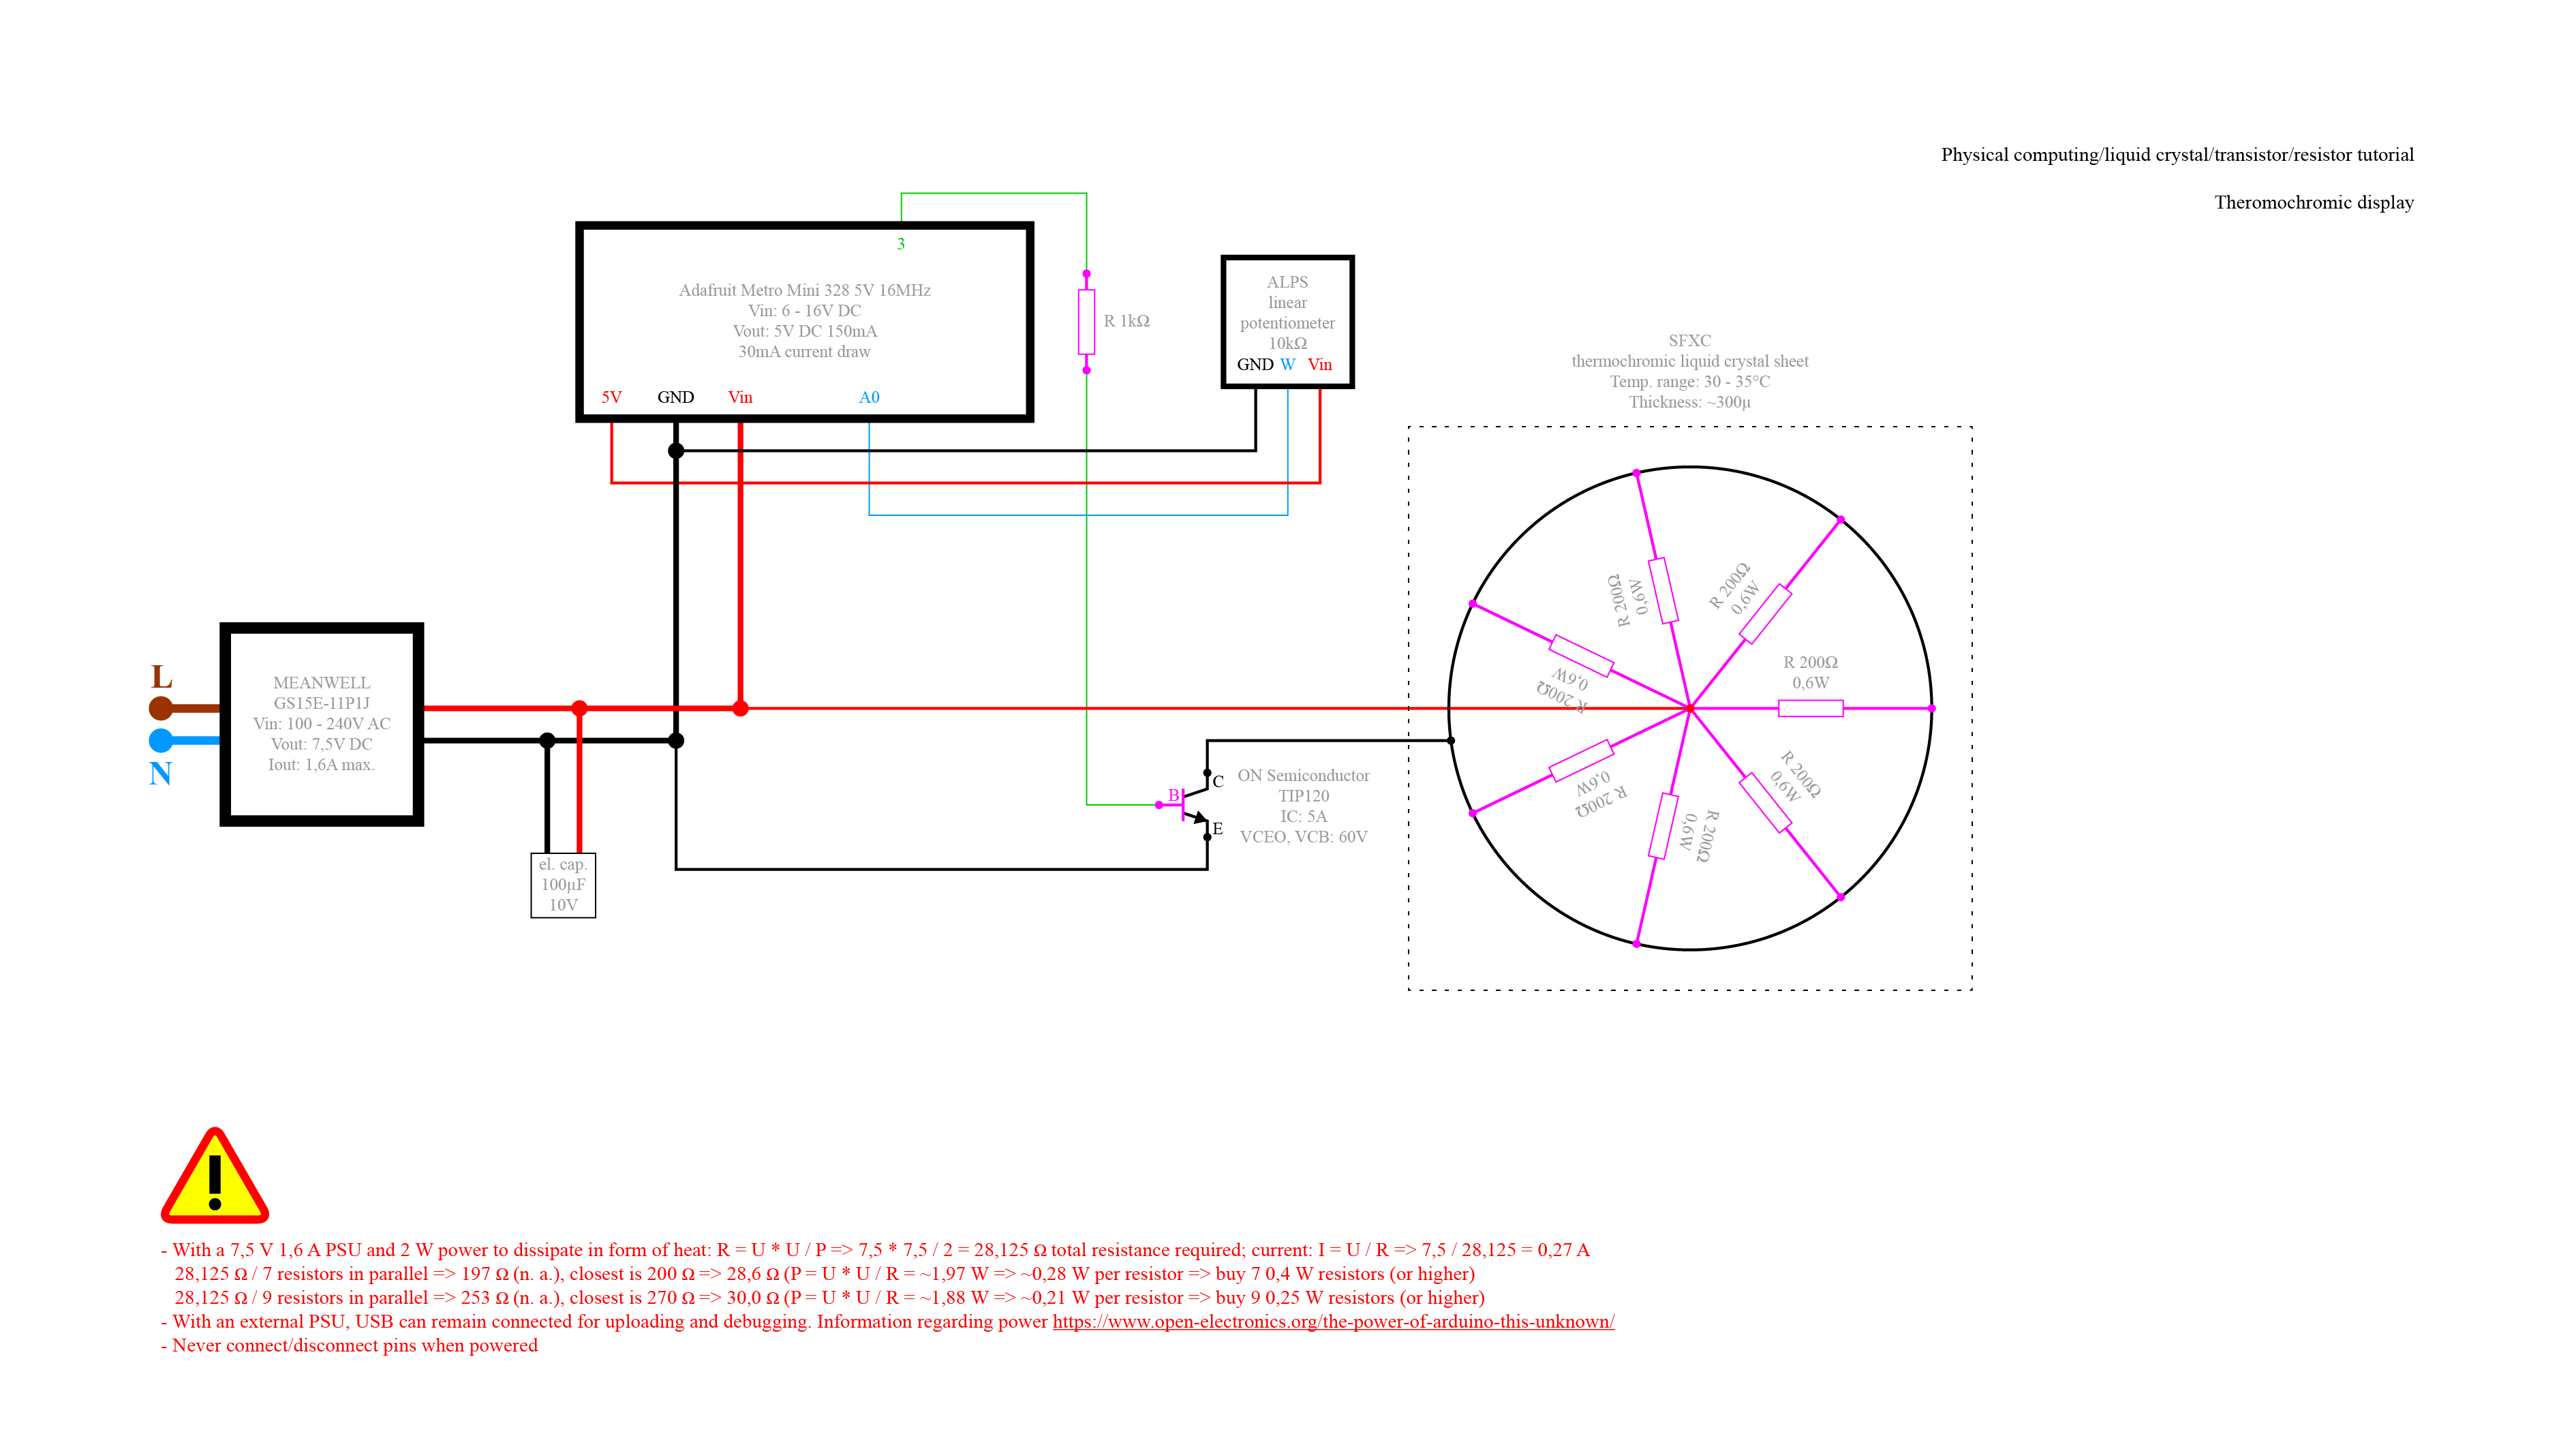 Physical computing/liquid crystal/transistor/resistor tutorial
Theromochromic display
3
Adafruit Metro Mini 328 5V 16MHz
Vin: 6 - 16V DC
Vout: 5V DC 150mA
30mA current draw
5V GND Vin A0
R 1kΩ
ALPS
linear
potentiometer
10kΩ
GND W Vin
SFXC
thermochromic liquid crystal sheet
Temp. range: 30 - 35°C
Thickness: ~300µ
R 200Ω
0,6W
R 200Ω
0,6W
R 200Ω
0,6W
R 200Ω
0,6W
R 200Ω
0,6W
R 200Ω
0,6W
R 200Ω
0,6W
L
N
MEANWELL
GS15E-11P1J
Vin: 100 - 240V AC
Vout: 7,5V DC
Iout: 1,6A max.
el. cap.
100µF
10V
B
C
E
ON Semiconductor
TIP120
IC: 5A
VCEO, VCB: 60V
- With a 7,5 V 1,6 A PSU and 2 W power to dissipate in form of heat: R = U * U / P => 7,5 * 7,5 / 2 = 28,125 Ω total resistance required; current: I = U / R => 7,5 / 28,125 = 0,27 A
28,125 Ω / 7 resistors in parallel => 197 Ω (n. a.), closest is 200 Ω => 28,6 Ω (P = U * U / R = ~1,97 W => ~0,28 W per resistor => buy 7 0,4 W resistors (or higher)
28,125 Ω / 9 resistors in parallel => 253 Ω (n. a.), closest is 270 Ω => 30,0 Ω (P = U * U / R = ~1,88 W => ~0,21 W per resistor => buy 9 0,25 W resistors (or higher)
- With an external PSU, USB can remain connected for uploading and debugging. Information regarding power https://www.open-electronics.org/the-power-of-arduino-this-unknown/
- Never connect/disconnect pins when powered